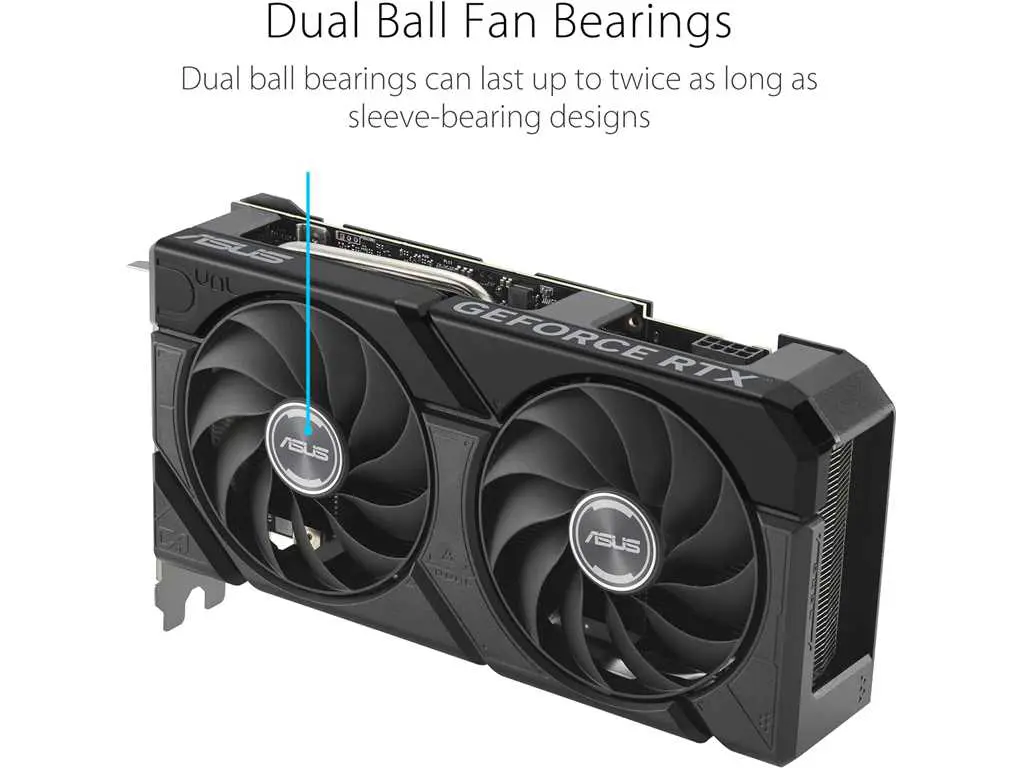 Dual Ball Fan Bearings
Dual ball bearings can last up to twice as long as
sleeve-bearing designs
ASUS
GEFORCE RTX
ASUS
ASUS